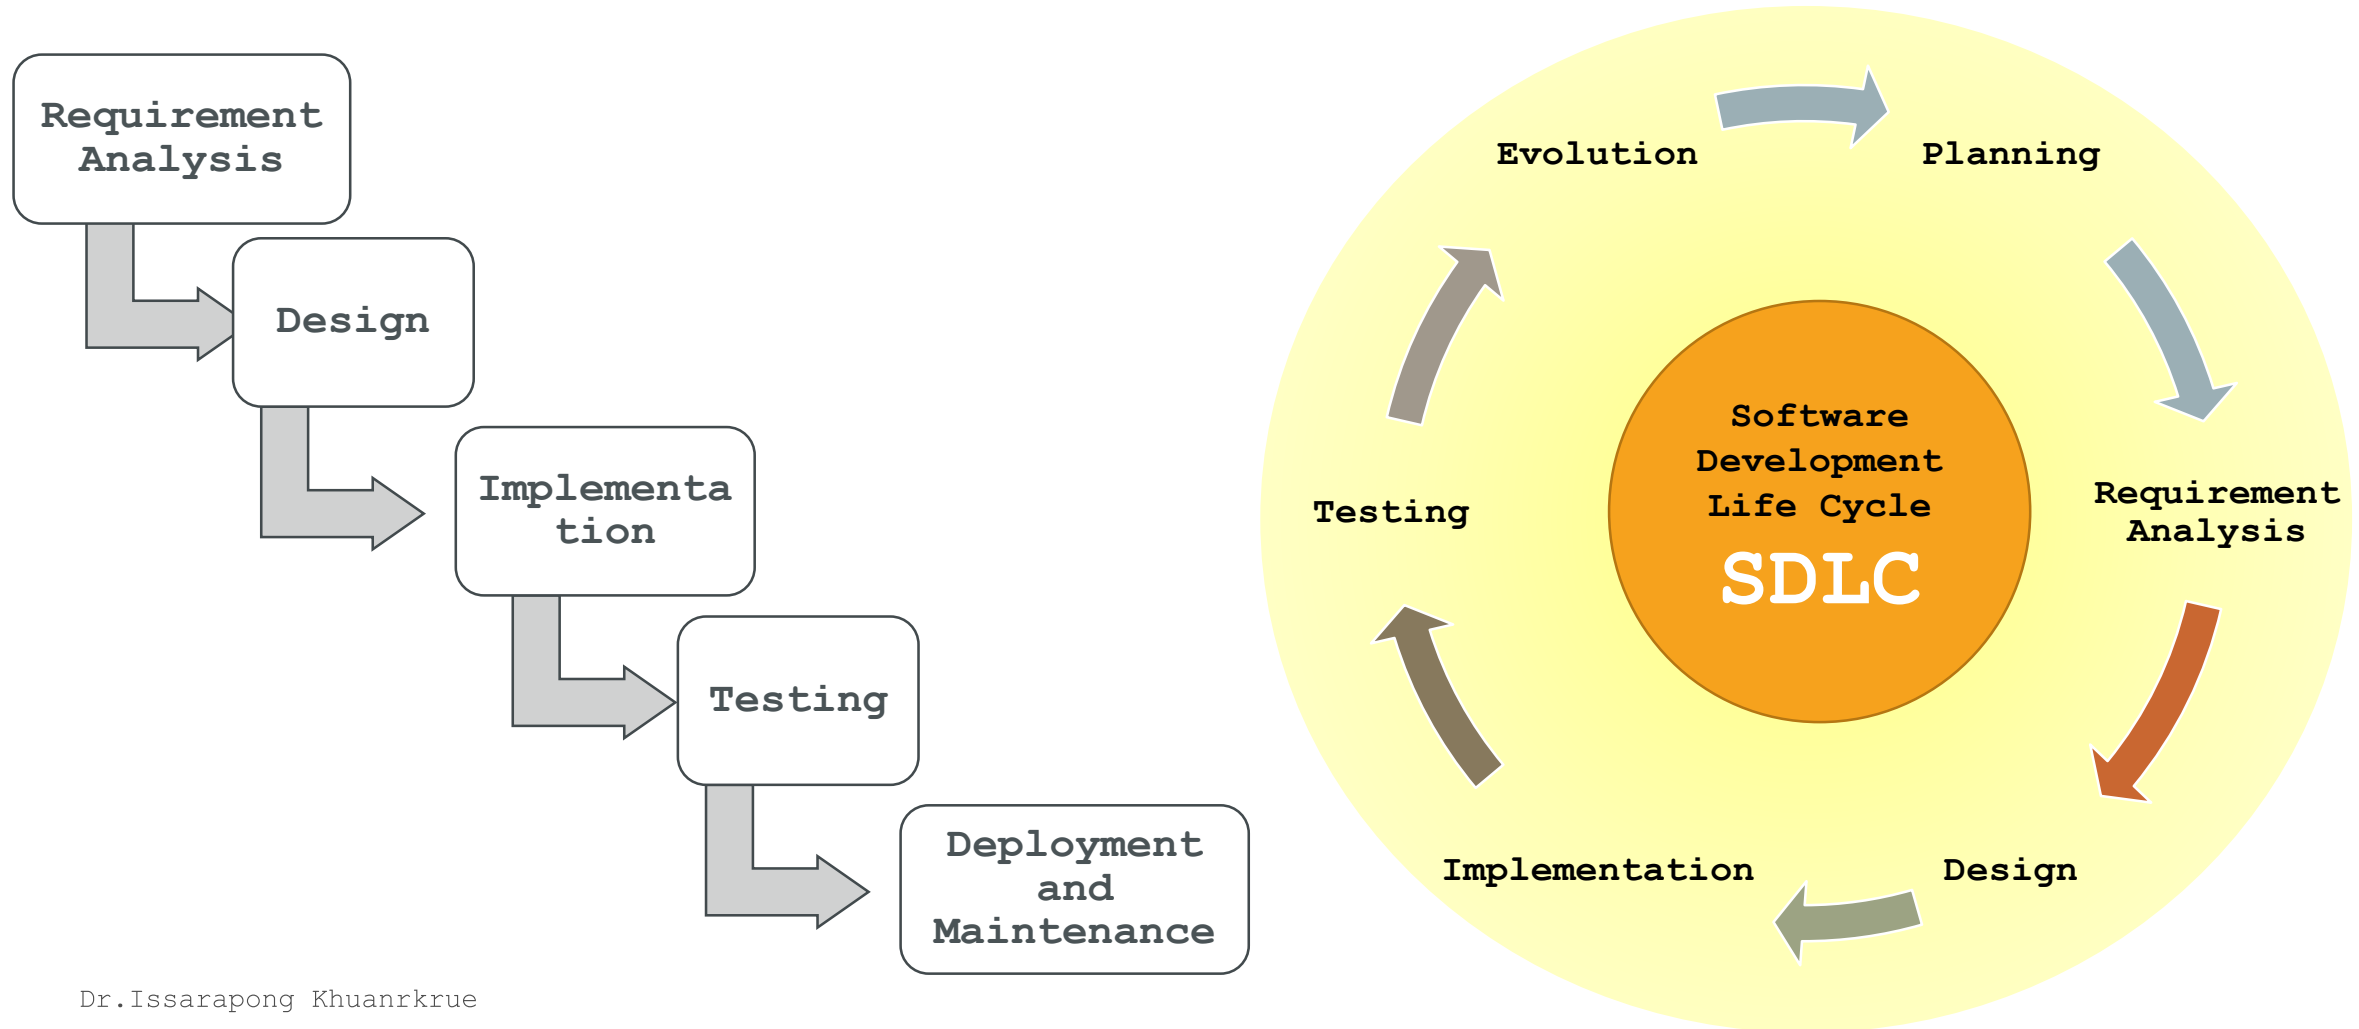 Requirement
Analysis
Design
Implementa
tion
Testing
Deployment
and
Maintenance
Dr.Issarapong Khuanrkrue
Evolution
Planning
Software
Development
Life Cycle
SDLC
Testing
Requirement
Analysis
Implementation
Design